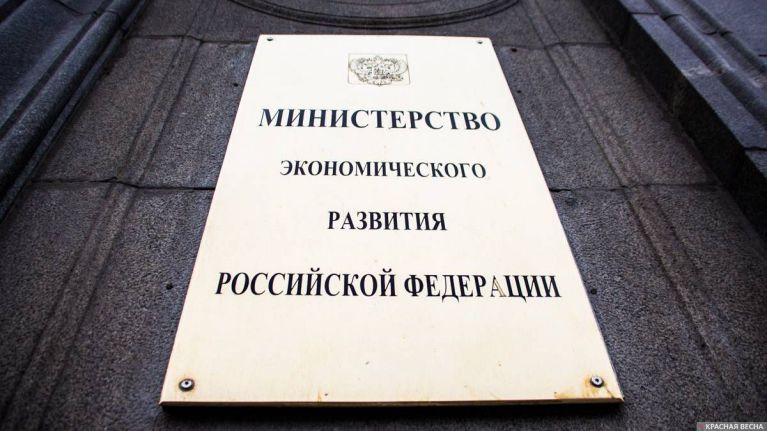 МИНИСТЕРСТВО
ЭКОНОМИЧЕСКОГО
РАЗВИТИЯ
РОССИЙСКОЙ ФЕДЕРАЦИИ
КРАСНАЯ ВЕСНА